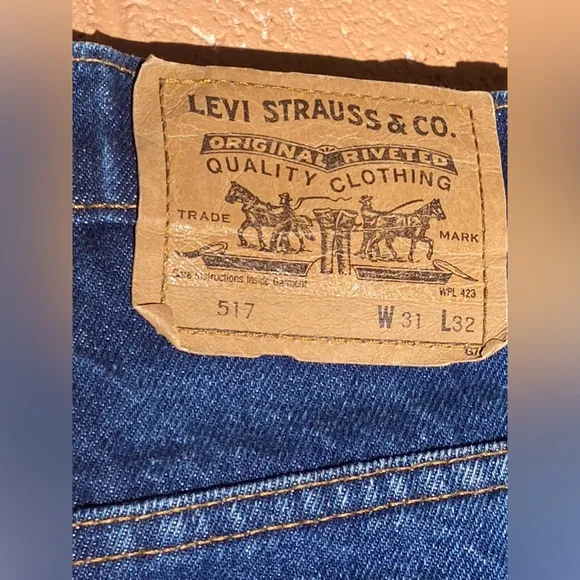 LEVI STRAUSS & CO.
ORIGINAL RIVETED
QUALITY CLOTHING
TRADE MARK
Care Instructions Inside Garment
WPL 423
517 W 31 L 32